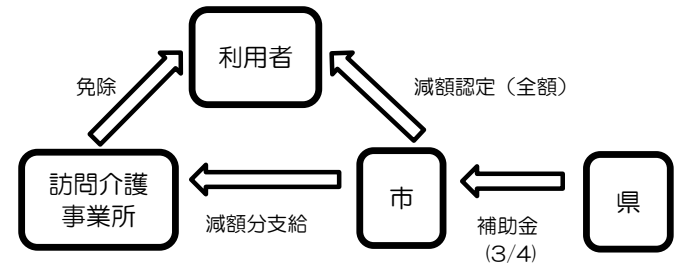 利用者
免除
減額認定（全額）
訪問介護
事業所
減額分支給
市
補助金
(3/4)
県